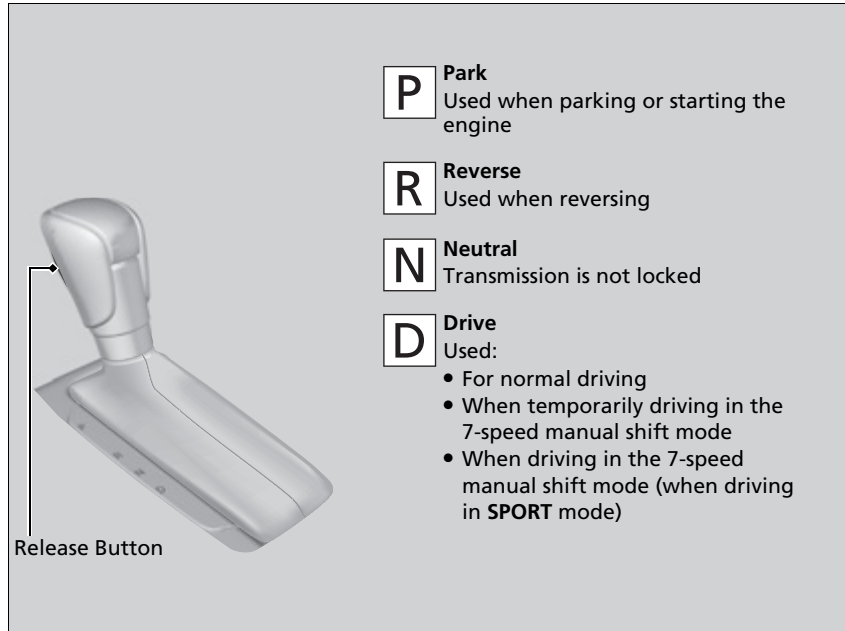 P
Park
Used when parking or starting the
engine
R
Reverse
Used when reversing
N
Neutral
Transmission is not locked
D
Drive
Used:
• For normal driving
• When temporarily driving in the
7-speed manual shift mode
• When driving in the 7-speed
manual shift mode (when driving
in SPORT mode)
Release Button